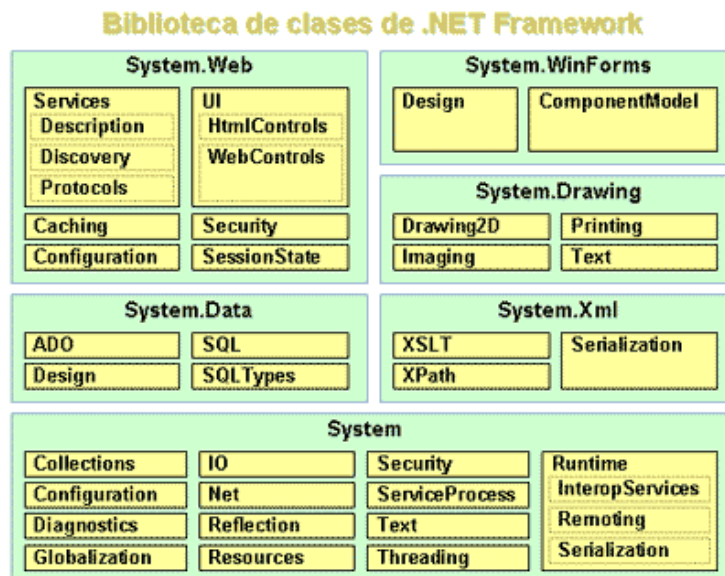 Biblioteca de clases de .NET Framework
System.Web
Services
Description
Discovery
Protocols
UI
HtmlControls
WebControls
Caching
Security
Configuration
SessionState
System.WinForms
Design
ComponentModel
System.Drawing
Drawing2D
Printing
Imaging
Text
System.Data
ADO
SQL
Design
SQLTypes
System.Xml
XSLT
Serialization
XPath
System
Collections
Configuration
Diagnostics
Globalization
IO
Net
Reflection
Resources
Security
ServiceProcess
Text
Threading
Runtime
InteropServices
Remoting
Serialization